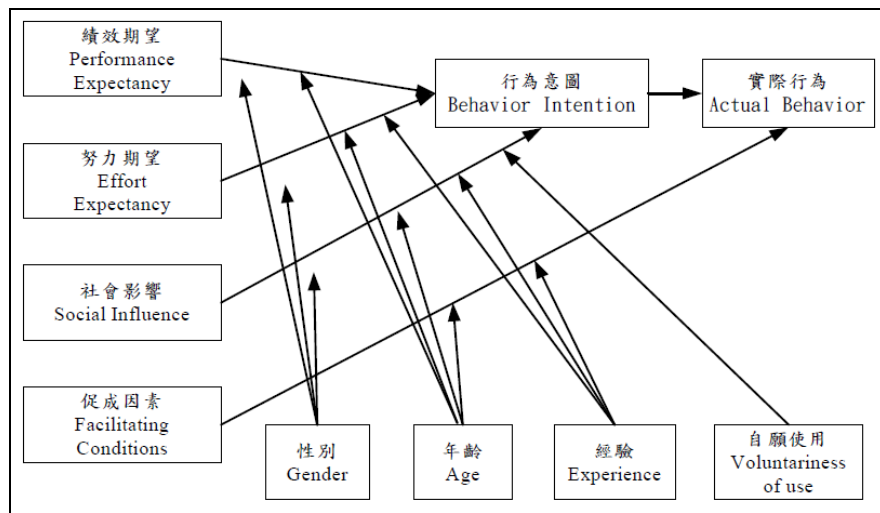 績效期望
Performance
Expectancy
行為意圖
Behavior Intention
實際行為
Actual Behavior
努力期望
Effort
Expectancy
社會影響
Social Influence
促成因素
Facilitating
Conditions
性別
Gender
年齡
Age
經驗
Experience
自願使用
Voluntariness
of use